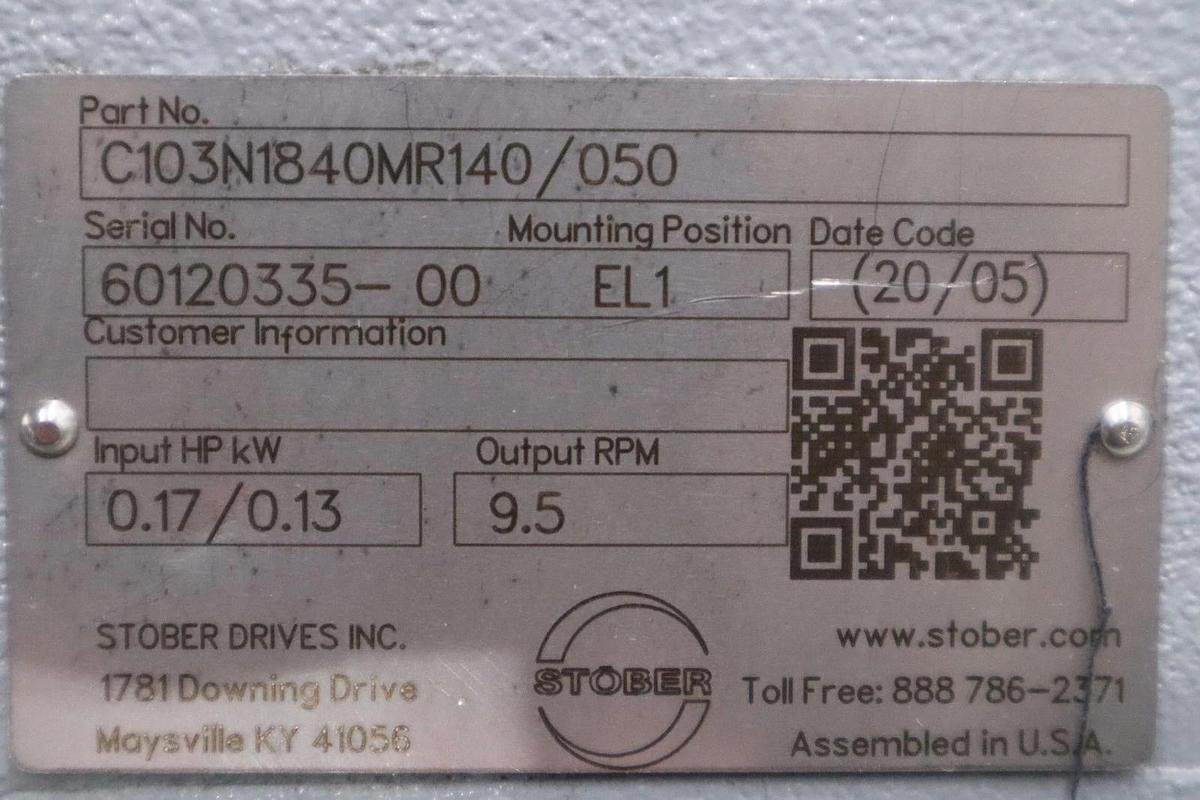 Part No.
C103N1840MR140/050
Serial No. Mounting Position Date Code
60120335- 00 EL1 (20/05)
Customer Information
Input HP kW Output RPM
0.17/0.13 9.5
STOBER DRIVES INC.
1781 Downing Drive
Maysville KY 41056
STÖBER
www.stober.com
Toll Free: 888 786-2371
Assembled in U.S.A.